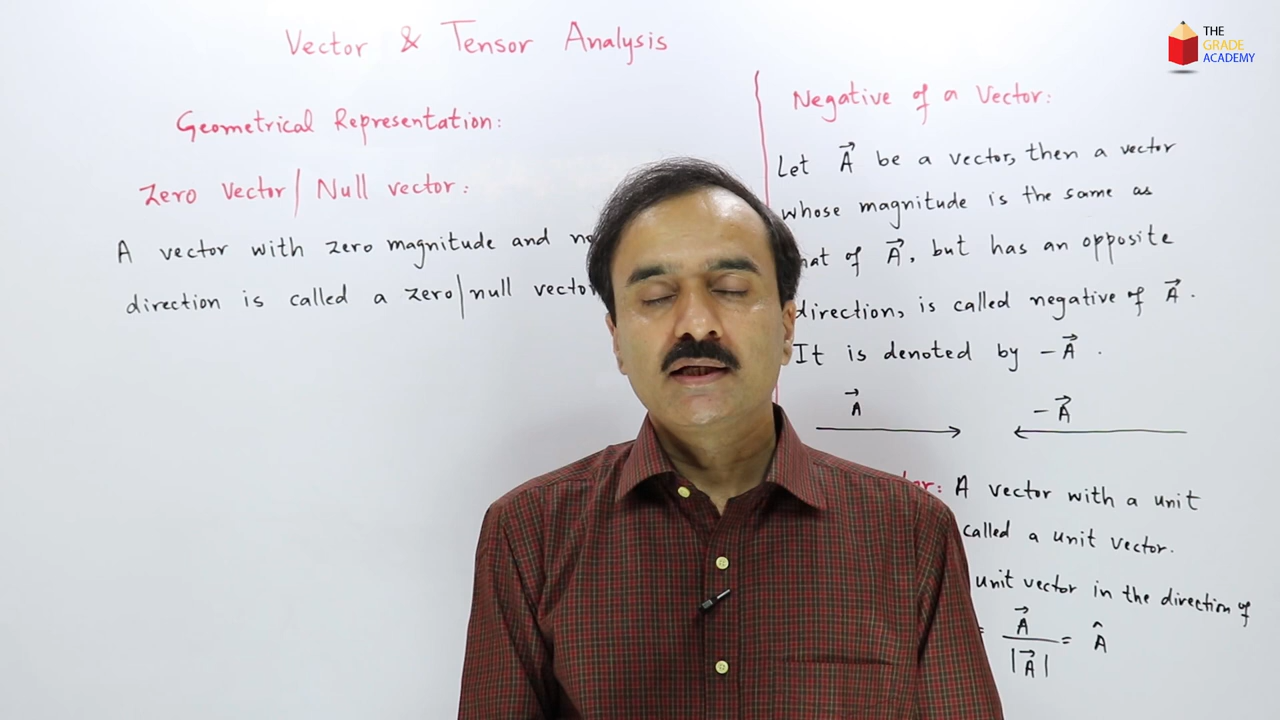 Vector & Tensor Analysis
THE
GRADE
ACADEMY
Geometrical Representation:
Zero Vector/ Null vector:
A vector with zero magnitude and
direction is called a zero/null vector
Negative of a Vector:
Let A⃗ be a vector, then a vector
whose magnitude is the same as
of A⃗, but has an opposite
direction, is called negative of A⃗.
It is denoted by -A⃗.
A⃗
-A⃗
A vector with a unit
called a unit vector.
unit vector in the direction of
= A⃗ / |A⃗| = Â